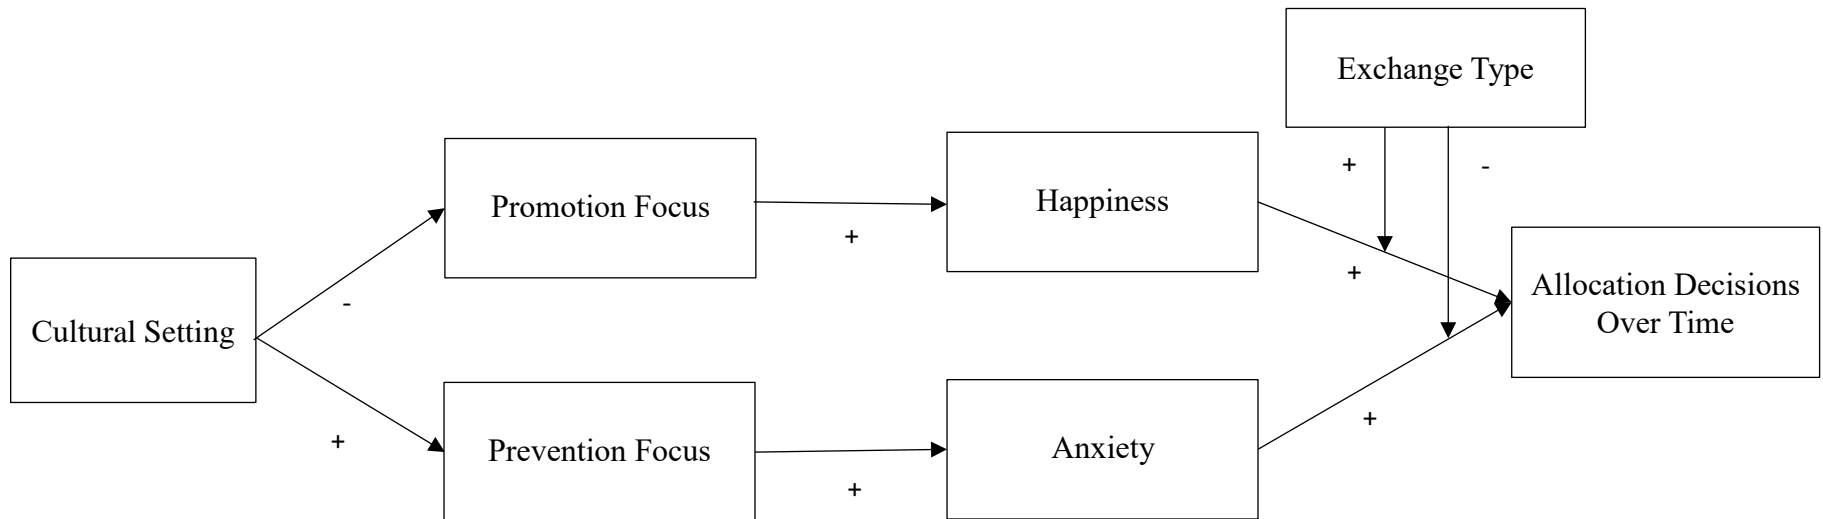 Exchange Type
+
-
Promotion Focus
Happiness
+
-
+
Cultural Setting
Allocation Decisions
Over Time
+
Prevention Focus
Anxiety
+
+